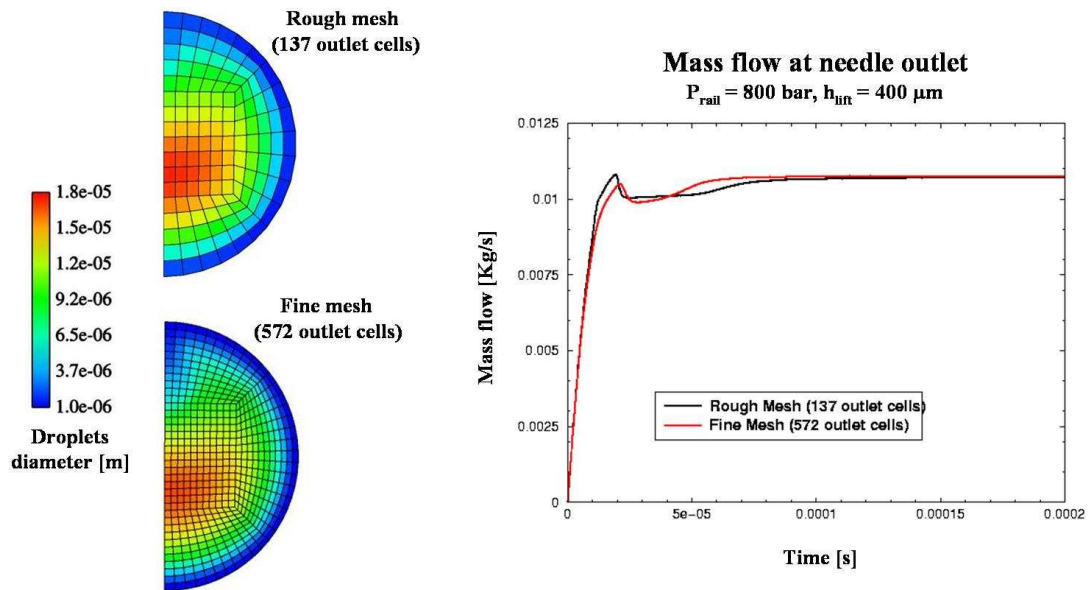 Rough mesh
(137 outlet cells)
1.8e-05
1.5e-05
1.2e-05
9.2e-06
6.5e-06
3.7e-06
1.0e-06
Droplets
diameter [m]
Fine mesh
(572 outlet cells)
Mass flow at needle outlet
P_rail = 800 bar, h_lift = 400 μm
0.0125
0.01
0.0075
0.005
0.0025
0
Mass flow [Kg/s]
Rough Mesh (137 outlet cells)
Fine Mesh (572 outlet cells)
0
5e-05
0.0001
0.00015
0.0002
Time [s]